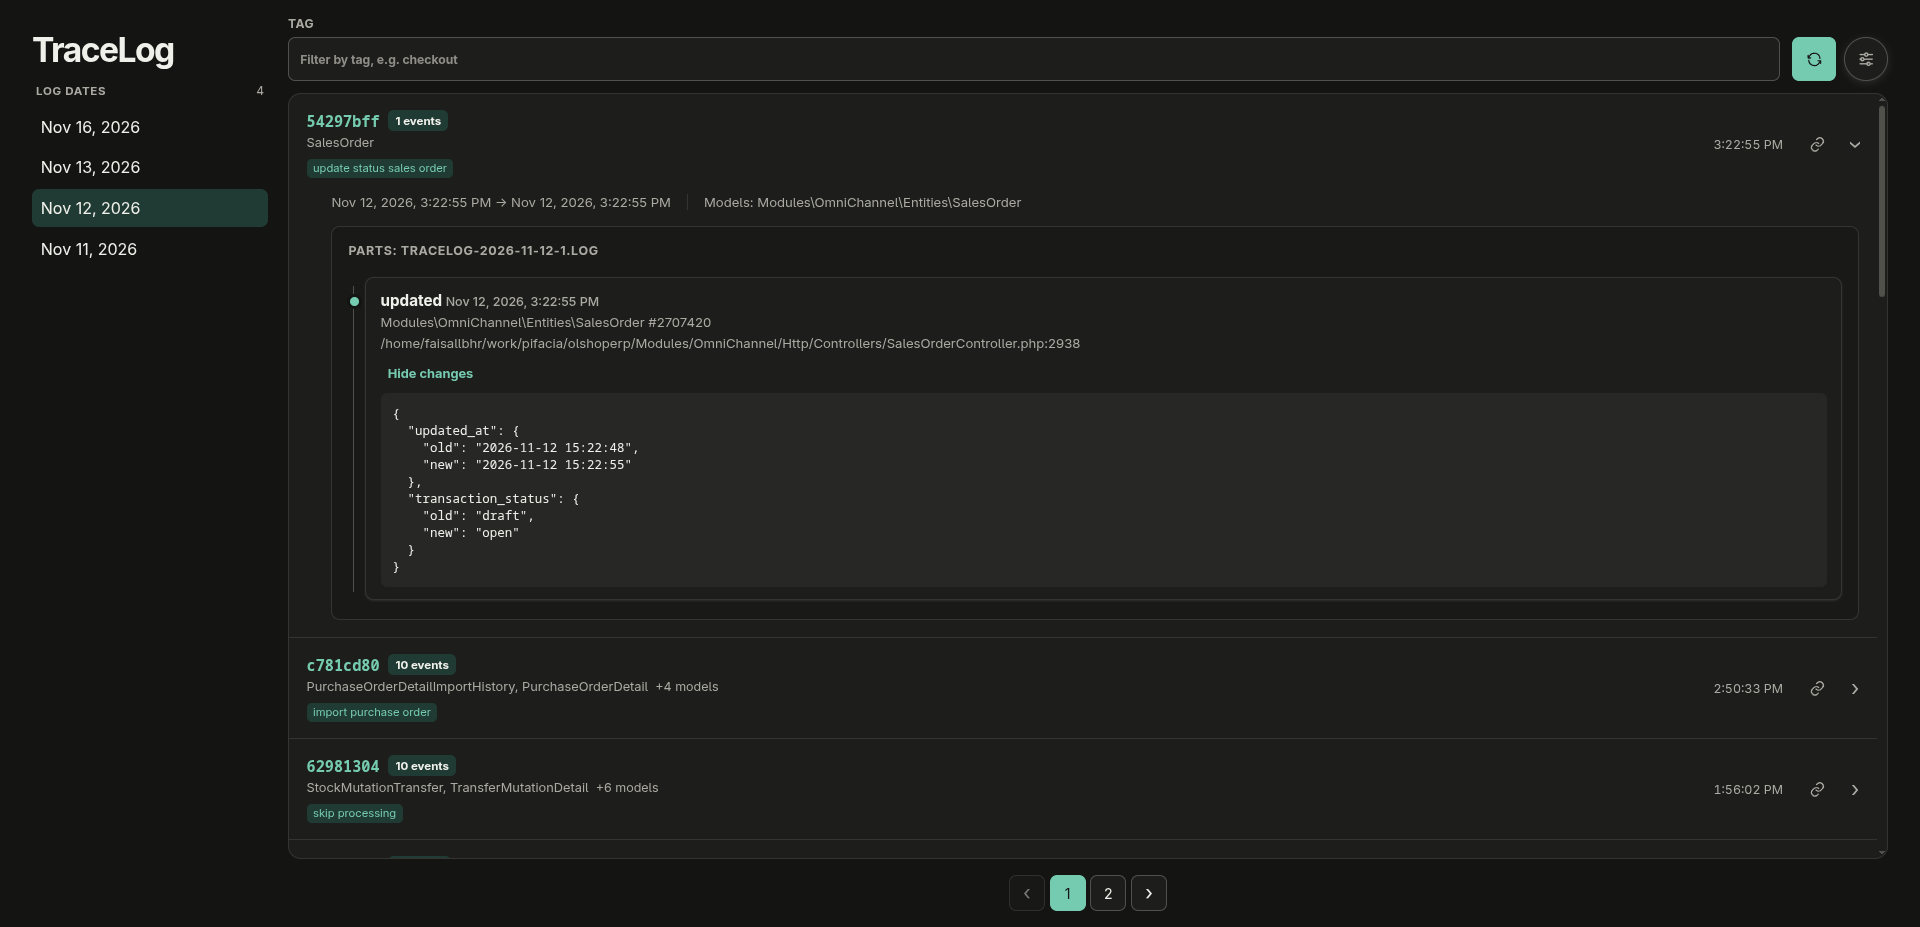 TraceLog
LOG DATES 4
Nov 16, 2026
Nov 13, 2026
Nov 12, 2026
Nov 11, 2026
TAG
Filter by tag, e.g. checkout
54297bff 1 events
SalesOrder
update status sales order
3:22:55 PM
Nov 12, 2026, 3:22:55 PM → Nov 12, 2026, 3:22:55 PM Models: Modules\OmniChannel\Entities\SalesOrder
PARTS: TRACELOG-2026-11-12-1.LOG
updated Nov 12, 2026, 3:22:55 PM
Modules\OmniChannel\Entities\SalesOrder #2707420
/home/faisallbhr/work/pifacia/olshoperp/Modules/OmniChannel/Http/Controllers/SalesOrderController.php:2938
Hide changes
{
  "updated_at": {
    "old": "2026-11-12 15:22:48",
    "new": "2026-11-12 15:22:55"
  },
  "transaction_status": {
    "old": "draft",
    "new": "open"
  }
}
c781cd80 10 events
PurchaseOrderDetailImportHistory, PurchaseOrderDetail +4 models
import purchase order
2:50:33 PM
62981304 10 events
StockMutationTransfer, TransferMutationDetail +6 models
skip processing
1:56:02 PM
1 2